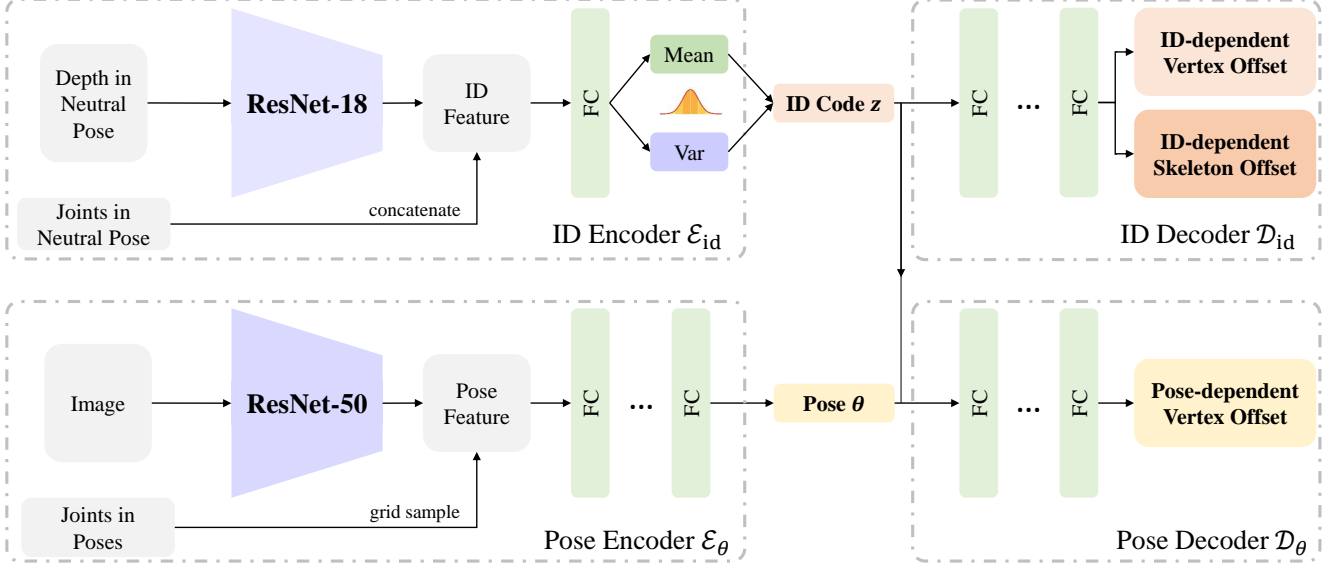 Depth in
Neutral
Pose
ResNet-18
ID
Feature
FC
Mean
Var
ID Code z
FC
...
FC
ID-dependent
Vertex Offset
ID-dependent
Skeleton Offset
Joints in
Neutral Pose
concatenate
ID Encoder ℰid
ID Decoder 𝒟id
Image
ResNet-50
Pose
Feature
FC
...
FC
Pose θ
FC
...
FC
Pose-dependent
Vertex Offset
Joints in
Poses
grid sample
Pose Encoder ℰθ
Pose Decoder 𝒟θ